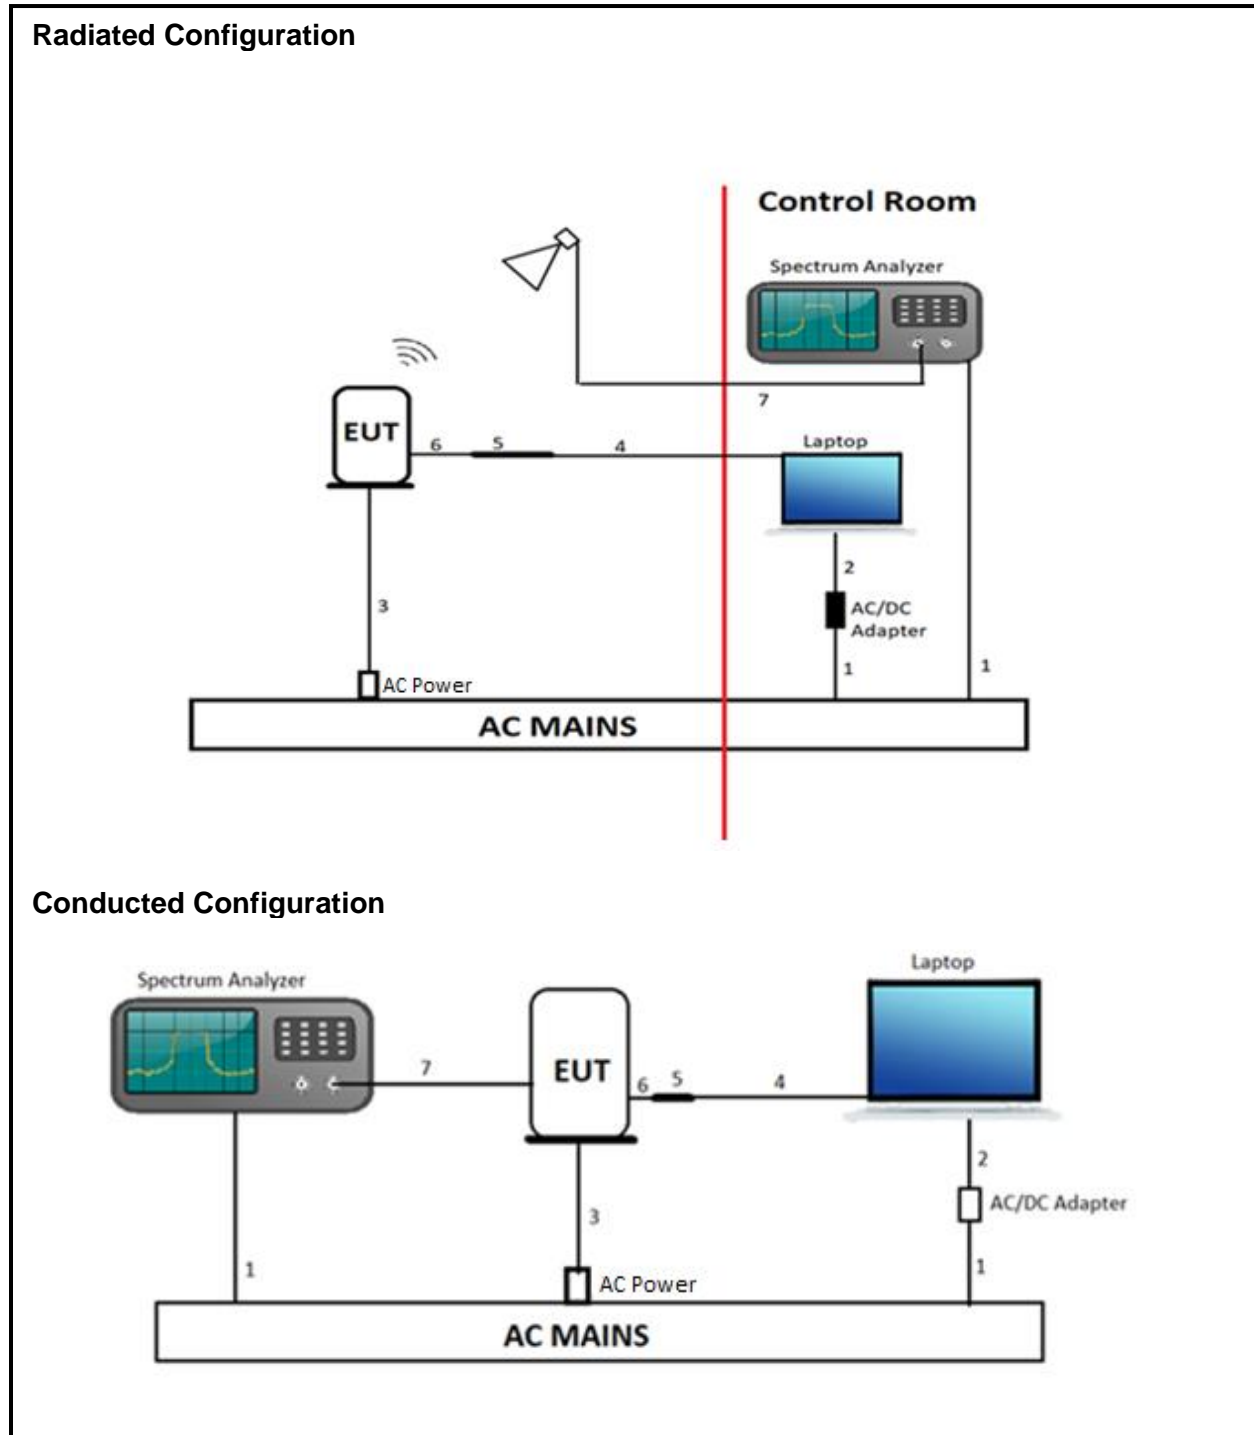 Radiated Configuration
Control Room
Spectrum Analyzer
7
EUT
6 5 4
Laptop
2
3
AC/DC
Adapter
1 1
AC Power
AC MAINS
Conducted Configuration
Laptop
Spectrum Analyzer
7
EUT
6 5 4
2
3
AC/DC Adapter
1
1
AC Power
AC MAINS